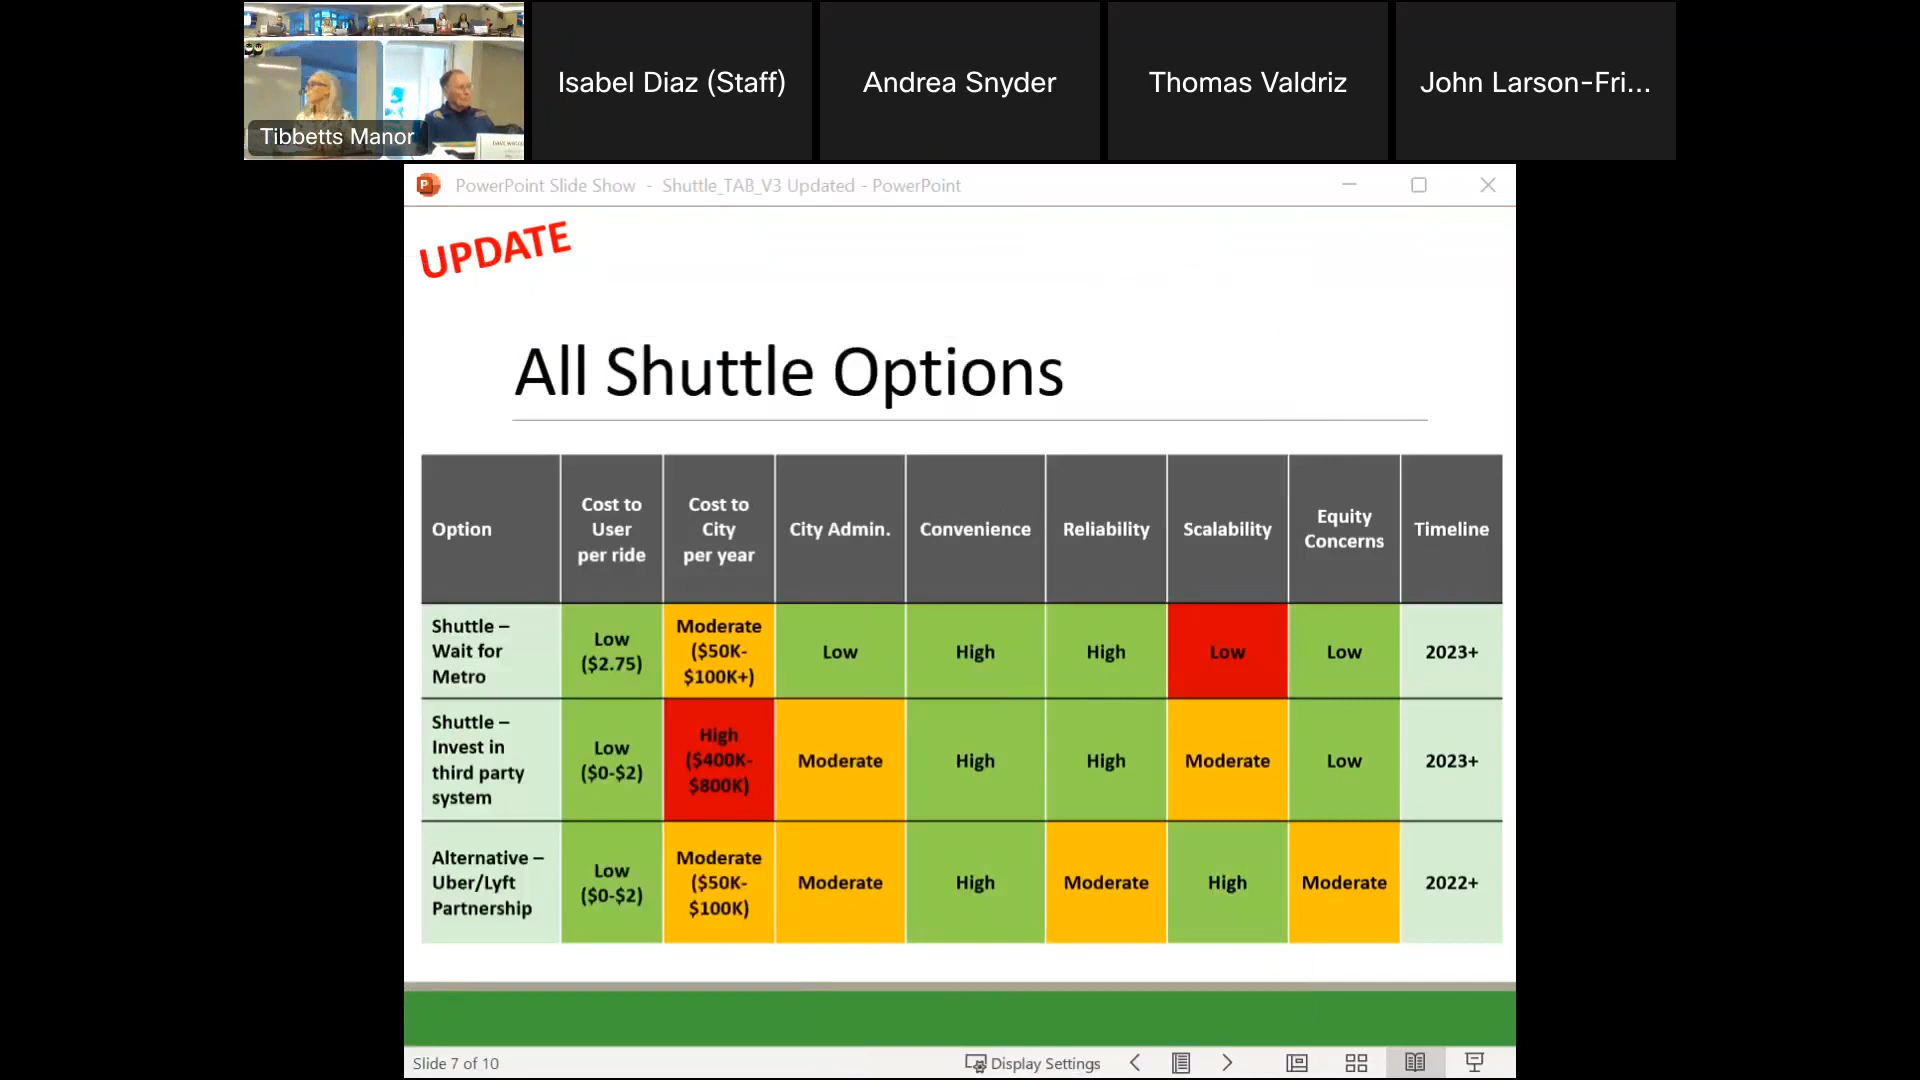 Tibbetts Manor
Isabel Diaz (Staff)
Andrea Snyder
Thomas Valdriz
John Larson-Fri...
PowerPoint Slide Show - Shuttle_TAB_V3 Updated - PowerPoint
UPDATE
All Shuttle Options
Option
Cost to
User
per ride
Cost to
City
per year
City Admin.
Convenience
Reliability
Scalability
Equity
Concerns
Timeline
Shuttle –
Wait for
Metro
Low
($2.75)
Moderate
($50K-
$100K+)
Low
High
High
Low
Low
2023+
Shuttle –
Invest in
third party
system
Low
($0-$2)
High
($400K-
$800K)
Moderate
High
High
Moderate
Low
2023+
Alternative –
Uber/Lyft
Partnership
Low
($0-$2)
Moderate
($50K-
$100K)
Moderate
High
Moderate
High
Moderate
2022+
Slide 7 of 10
Display Settings